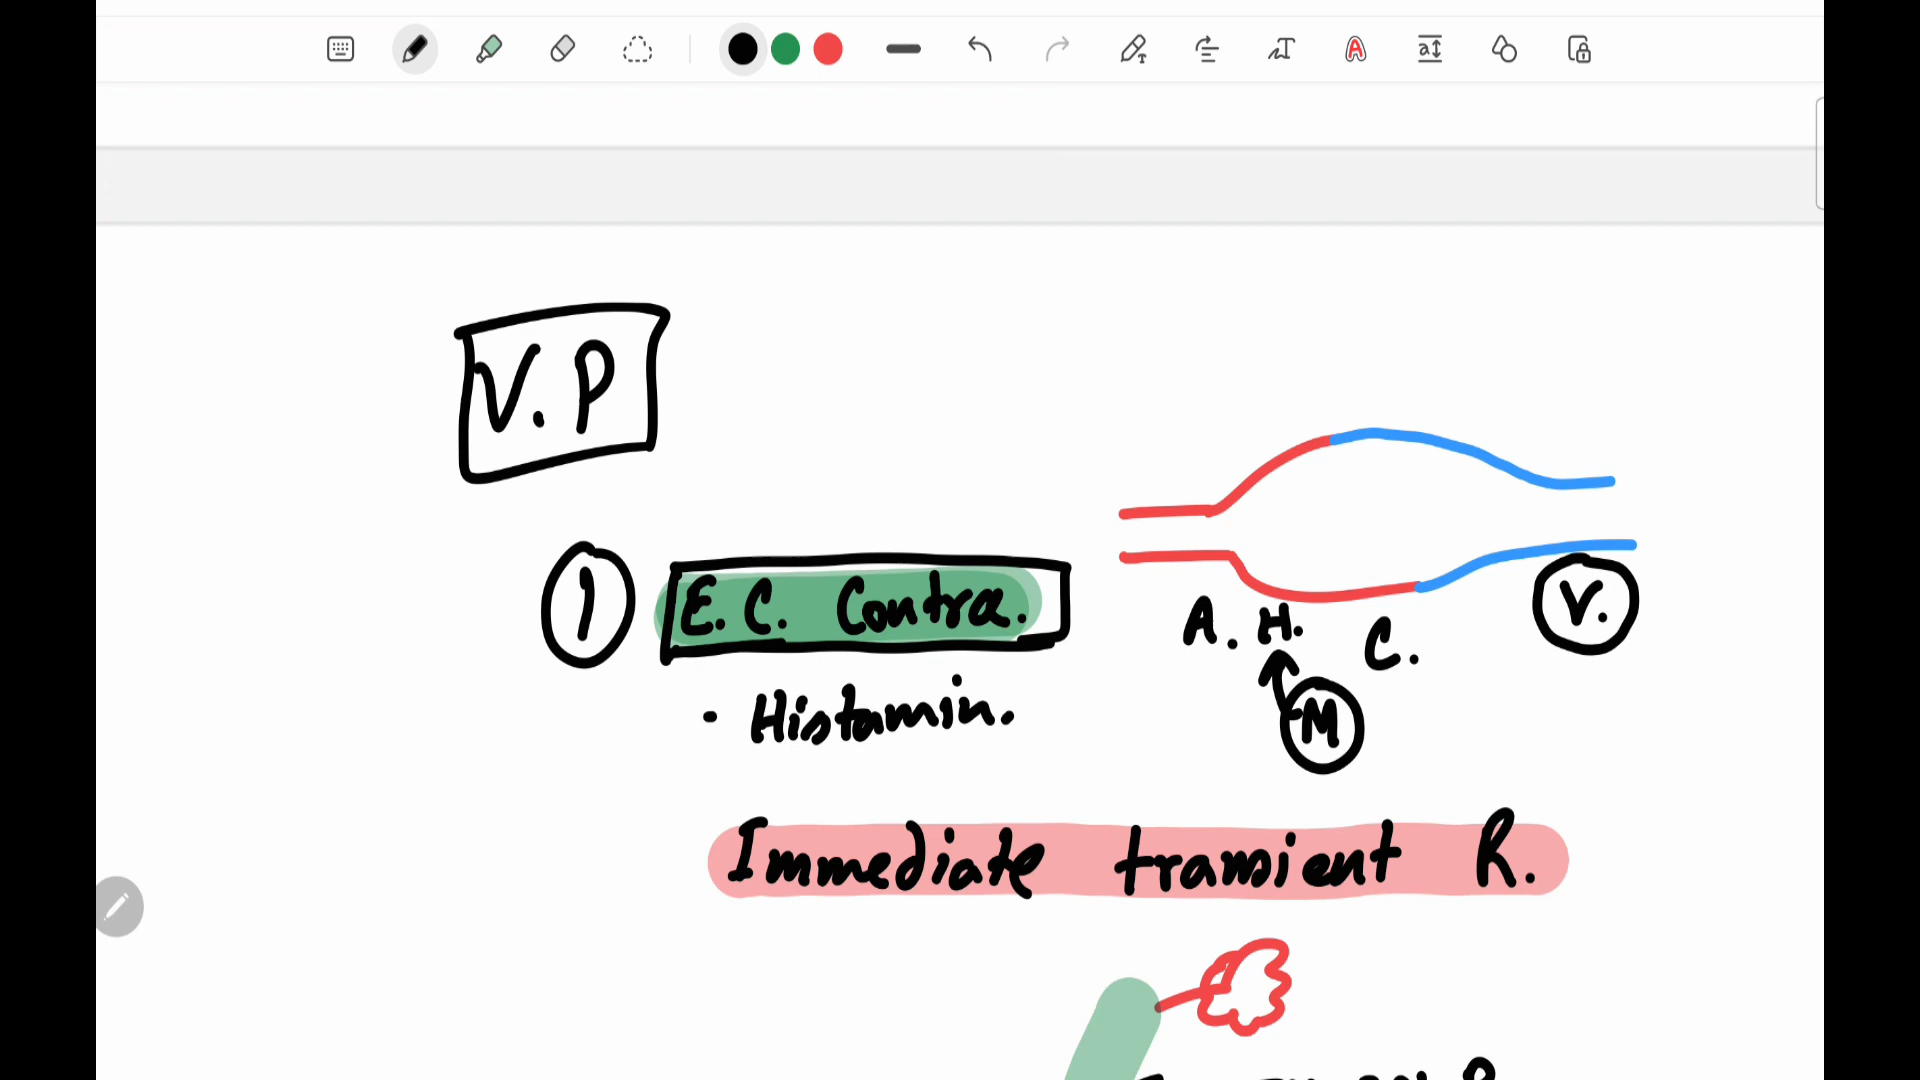 V.P
1 E.C. Contra.
A. H. C. V.
M
· Histamin.
Immediate transient R.